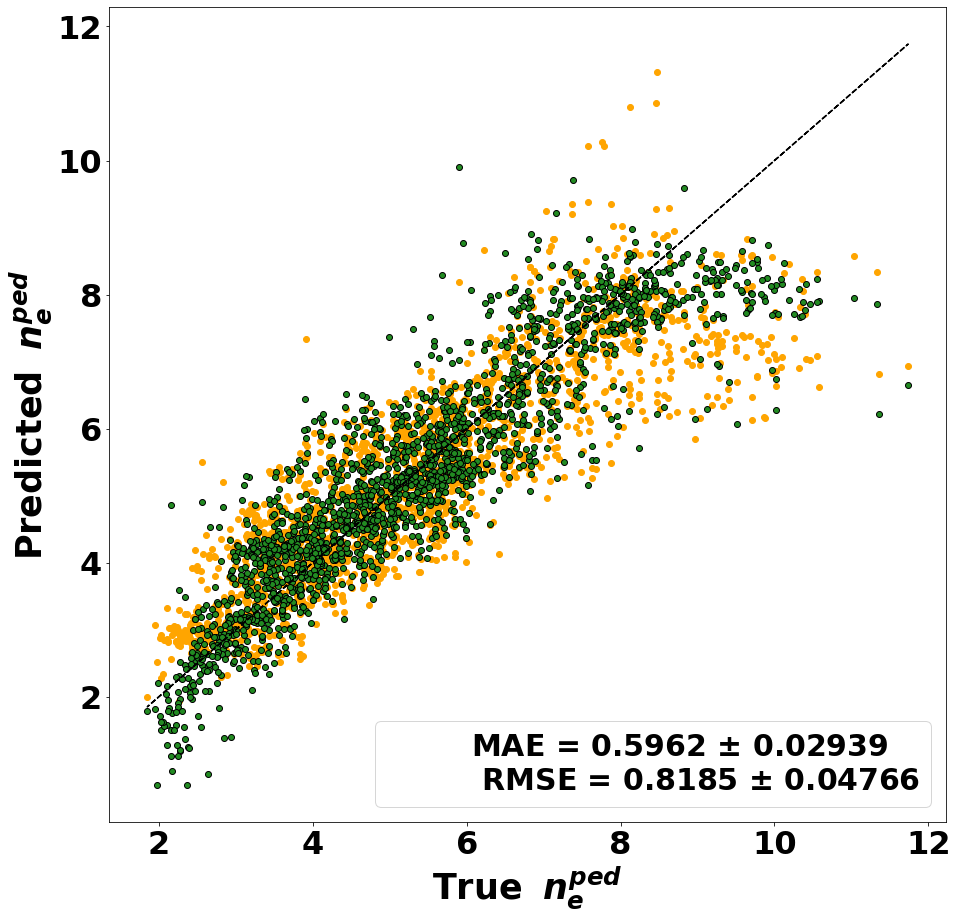 12
10
8
6
4
2
Predicted n_e^{ped}
MAE = 0.5962 ± 0.02939
RMSE = 0.8185 ± 0.04766
2 4 6 8 10 12
True n_e^{ped}